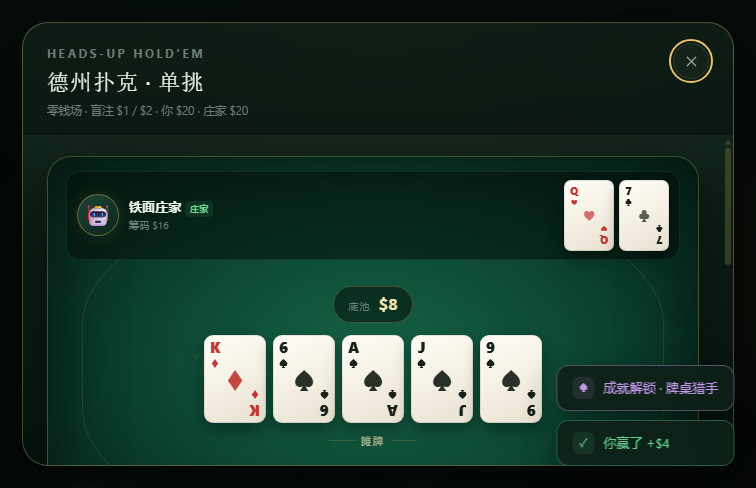 HEADS-UP HOLD'EM
德州扑克 · 单挑
零钱场 · 盲注 $1 / $2 · 你 $20 · 庄家 $20
铁面庄家 庄家
筹码 $16
Q
Q
7
7
底池 $8
K
K
6
6
A
A
J
J
9
9
摊牌
成就解锁 · 牌桌猎手
你赢了 +$4